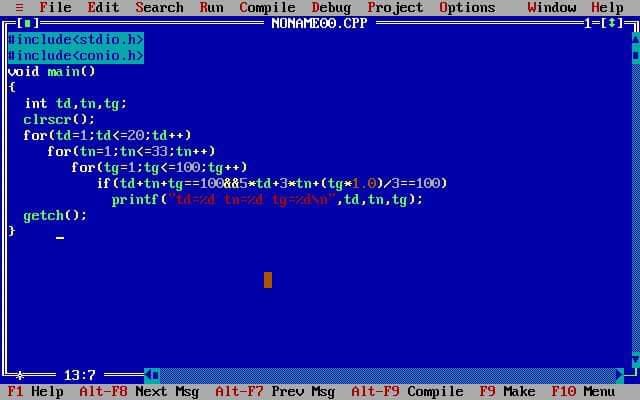 ≡ File Edit Search Run Compile Debug Project Options Window Help
[■] NONAME00.CPP 1=[↕]
#include<stdio.h>
#include<conio.h>
void main()
{
int td,tn,tg;
clrscr();
for(td=1;td<=20;td++)
for(tn=1;tn<=33;tn++)
for(tg=1;tg<=100;tg++)
if(td+tn+tg==100&&5*td+3*tn+(tg*1.0)/3==100)
printf("td=%d tn=%d tg=%d\n",td,tn,tg);
getch();
}
13:7
F1 Help Alt-F8 Next Msg Alt-F7 Prev Msg Alt-F9 Compile F9 Make F10 Menu